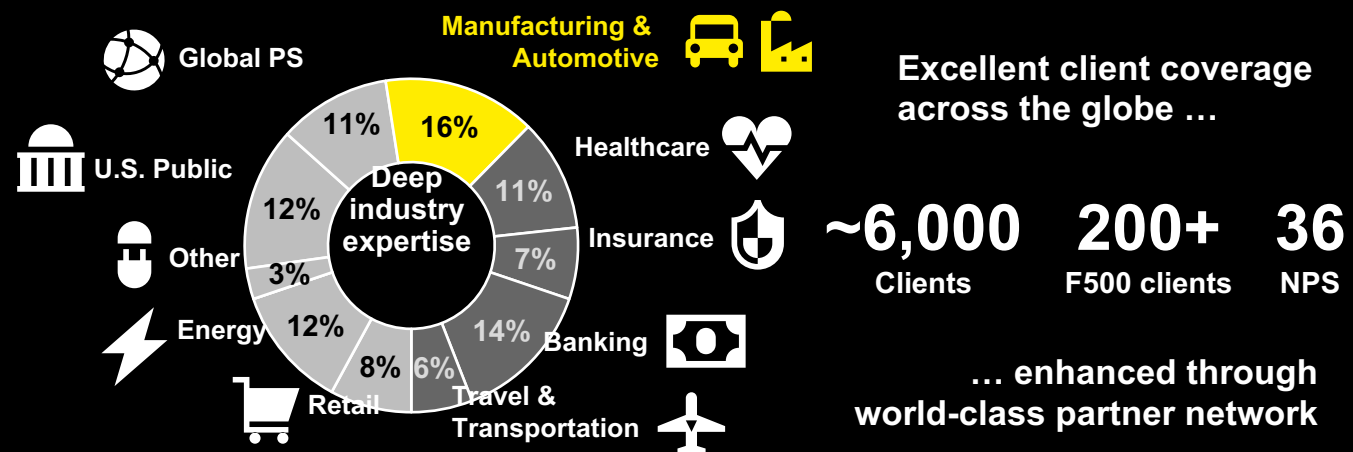 Manufacturing &
Automotive
Global PS
Excellent client coverage
across the globe …
11%
16%
Healthcare
U.S. Public
Deep
industry
expertise
11%
12%
Insurance
~6,000
200+
36
Clients
F500 clients
NPS
Other
3%
7%
Energy
12%
14%
Banking
8%
6%
Retail
Travel &
Transportation
… enhanced through
world-class partner network